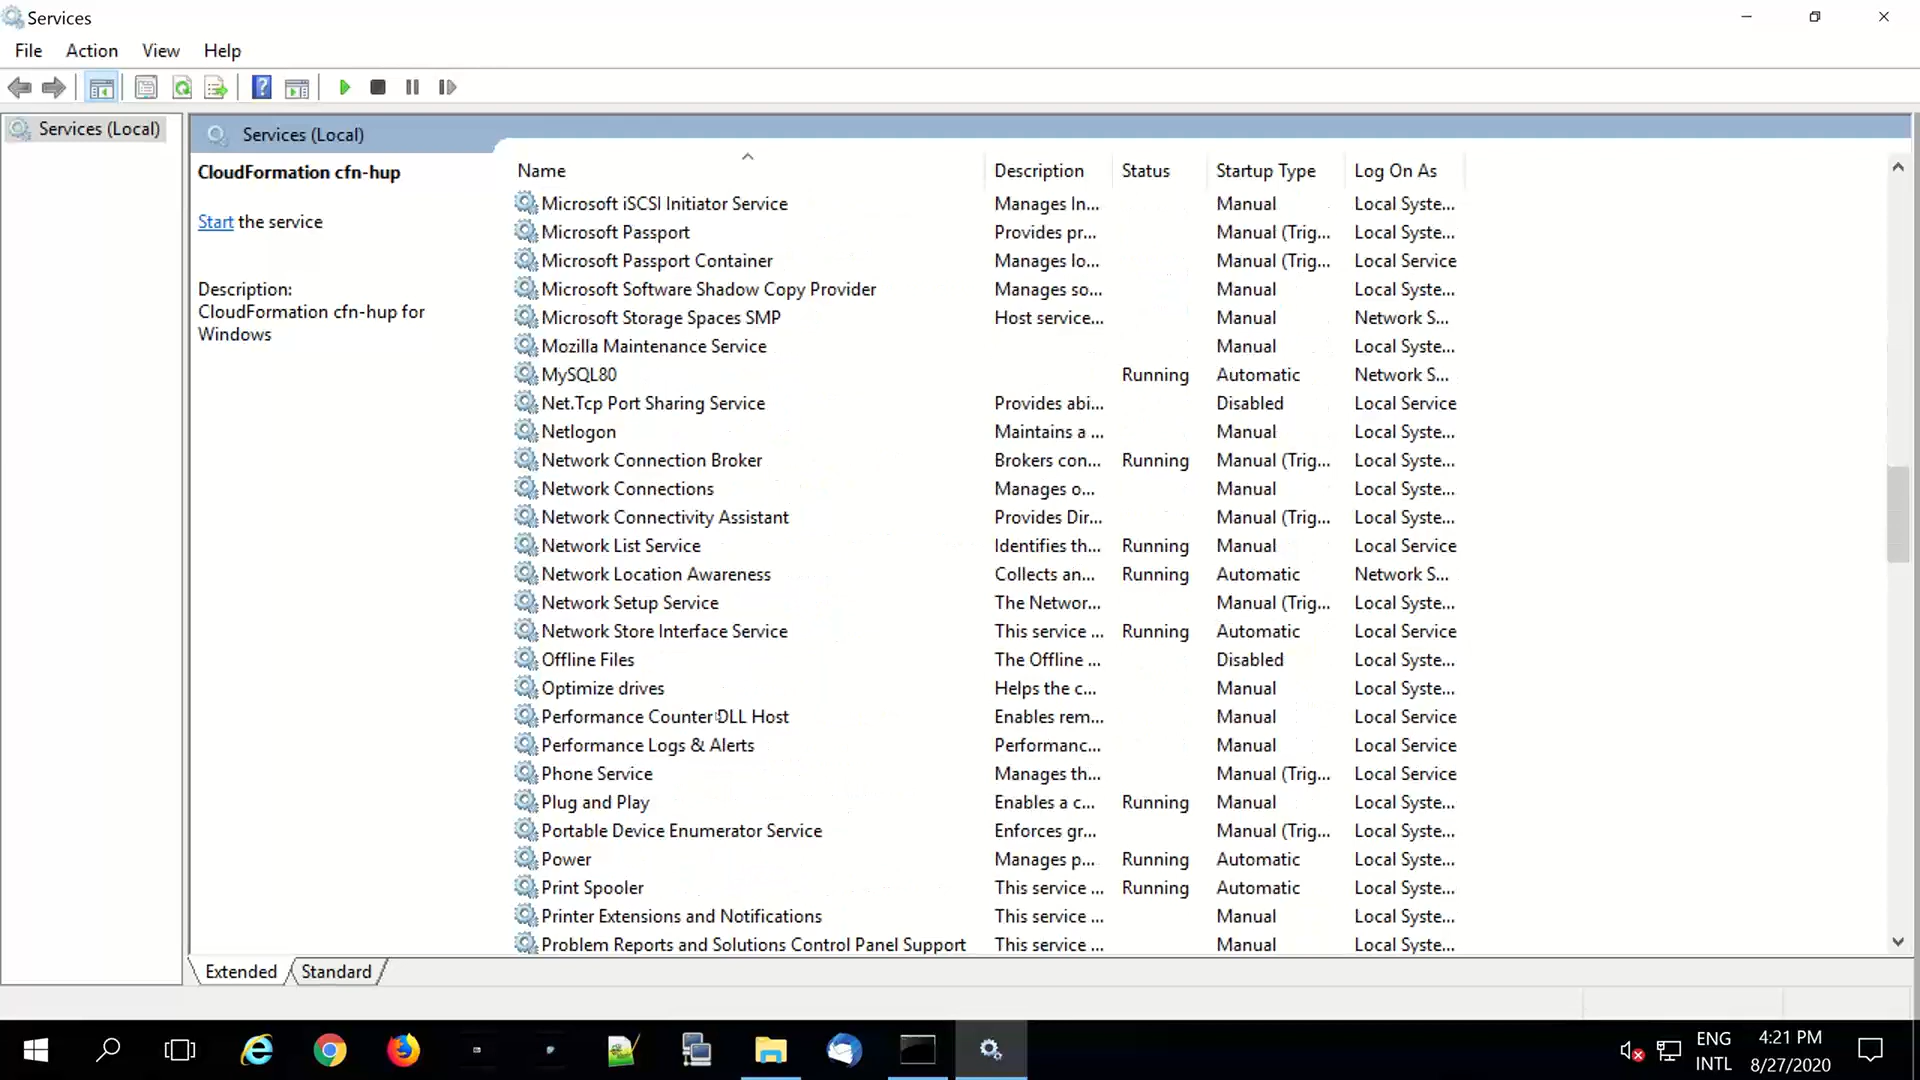 Services
File Action View Help
Services (Local)
Services (Local)
CloudFormation cfn-hup
Start the service
Description:
CloudFormation cfn-hup for
Windows
Name Description Status Startup Type Log On As
Microsoft iSCSI Initiator Service Manages In... Manual Local Syste...
Microsoft Passport Provides pr... Manual (Trig... Local Syste...
Microsoft Passport Container Manages lo... Manual (Trig... Local Service
Microsoft Software Shadow Copy Provider Manages so... Manual Local Syste...
Microsoft Storage Spaces SMP Host service... Manual Network S...
Mozilla Maintenance Service Manual Local Syste...
MySQL80 Running Automatic Network S...
Net.Tcp Port Sharing Service Provides abi... Disabled Local Service
Netlogon Maintains a ... Manual Local Syste...
Network Connection Broker Brokers con... Running Manual (Trig... Local Syste...
Network Connections Manages o... Manual Local Syste...
Network Connectivity Assistant Provides Dir... Manual (Trig... Local Syste...
Network List Service Identifies th... Running Manual Local Service
Network Location Awareness Collects an... Running Automatic Network S...
Network Setup Service The Networ... Manual (Trig... Local Syste...
Network Store Interface Service This service ... Running Automatic Local Service
Offline Files The Offline ... Disabled Local Syste...
Optimize drives Helps the c... Manual Local Syste...
Performance Counter DLL Host Enables rem... Manual Local Service
Performance Logs & Alerts Performanc... Manual Local Service
Phone Service Manages th... Manual (Trig... Local Service
Plug and Play Enables a c... Running Manual Local Syste...
Portable Device Enumerator Service Enforces gr... Manual (Trig... Local Syste...
Power Manages p... Running Automatic Local Syste...
Print Spooler This service ... Running Automatic Local Syste...
Printer Extensions and Notifications This service ... Manual Local Syste...
Problem Reports and Solutions Control Panel Support This service ... Manual Local Syste...
Extended Standard
ENG 4:21 PM
INTL 8/27/2020